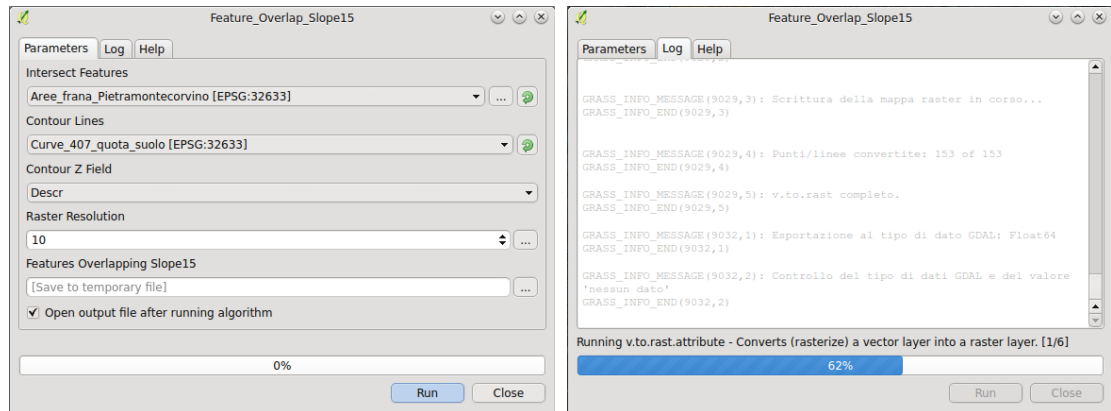 Feature_Overlap_Slope15
Parameters Log Help
Intersect Features
Aree_frana_Pietramontecorvino [EPSG:32633]
...
Contour Lines
Curve_407_quota_suolo [EPSG:32633]
Contour Z Field
Descr
Raster Resolution
10
...
Features Overlapping Slope15
[Save to temporary file]
...
Open output file after running algorithm
0%
Run Close
Feature_Overlap_Slope15
Parameters Log Help
GRASS_INFO_MESSAGE(9029,3): Scrittura della mappa raster in corso...
GRASS_INFO_END(9029,3)
GRASS_INFO_MESSAGE(9029,4): Punti/linee convertite: 153 of 153
GRASS_INFO_END(9029,4)
GRASS_INFO_MESSAGE(9029,5): v.to.rast completo.
GRASS_INFO_END(9029,5)
GRASS_INFO_MESSAGE(9032,1): Esportazione al tipo di dato GDAL: Float64
GRASS_INFO_END(9032,1)
GRASS_INFO_MESSAGE(9032,2): Controllo del tipo di dati GDAL e del valore
'nessun dato'
GRASS_INFO_END(9032,2)
Running v.to.rast.attribute - Converts (rasterize) a vector layer into a raster layer. [1/6]
62%
Run Close